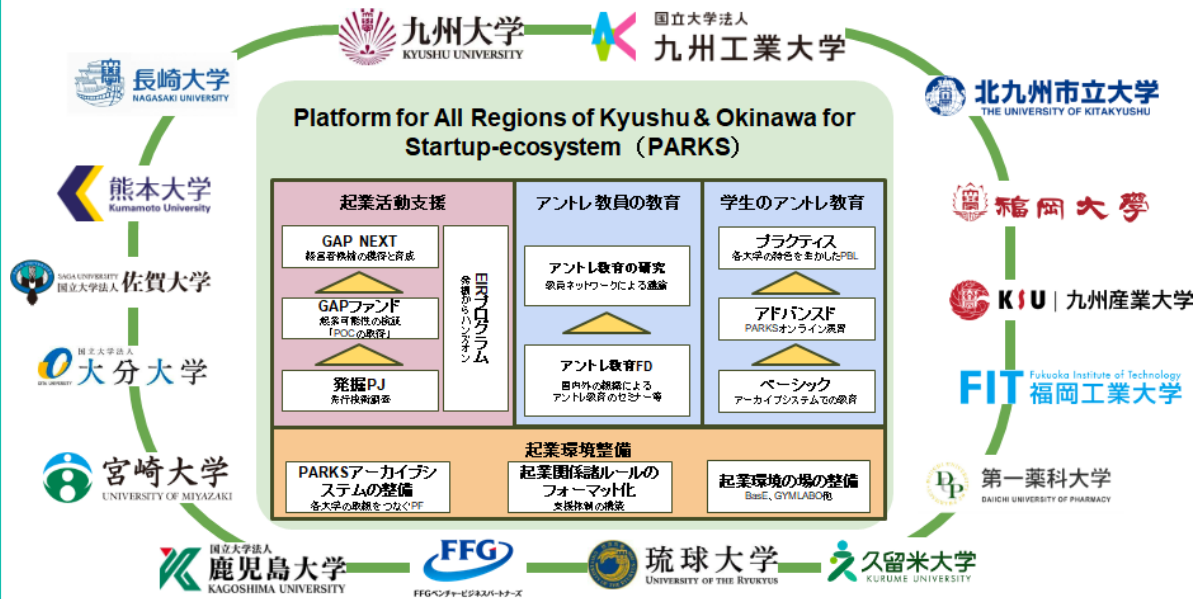 九州大学
KYUSHU UNIVERSITY
国立大学法人
九州工業大学
長崎大学
NAGASAKI UNIVERSITY
北九州市立大学
THE UNIVERSITY OF KITAKYUSHU
熊本大学
Kumamoto University
福岡大學
SAGA UNIVERSITY
国立大学法人 佐賀大学
KSU | 九州産業大学
国立大学法人
大分大学
OITA UNIVERSITY
FIT
Fukuoka Institute of Technology
福岡工業大学
宮崎大学
UNIVERSITY OF MIYAZAKI
DP
第一薬科大学
DAIICHI UNIVERSITY OF PHARMACY
国立大学法人
鹿児島大学
KAGOSHIMA UNIVERSITY
FFG
FFGベンチャービジネスパートナーズ
琉球大学
UNIVERSITY OF THE RYUKYUS
久留米大学
KURUME UNIVERSITY
Platform for All Regions of Kyushu & Okinawa for
Startup-ecosystem（PARKS）
起業活動支援
GAP NEXT
経営者候補の獲得と育成
GAPファンド
起業可能性の検証
「POCの取得」
発掘PJ
先行技術調査
EIRプログラム
発掘からハンズオン
アントレ教員の教育
アントレ教育の研究
教員ネットワークによる議論
アントレ教育FD
国内外の組織による
アントレ教育のセミナー等
学生のアントレ教育
プラクティス
各大学の特色を生かしたPBL
アドバンスド
PARKSオンライン演習
ベーシック
アーカイブシステムでの教育
起業環境整備
PARKSアーカイブシ
ステムの整備
各大学の取組をつなぐPF
起業関係諸ルールの
フォーマット化
支援体制の構築
起業環境の場の整備
BasE、GYMLABO他